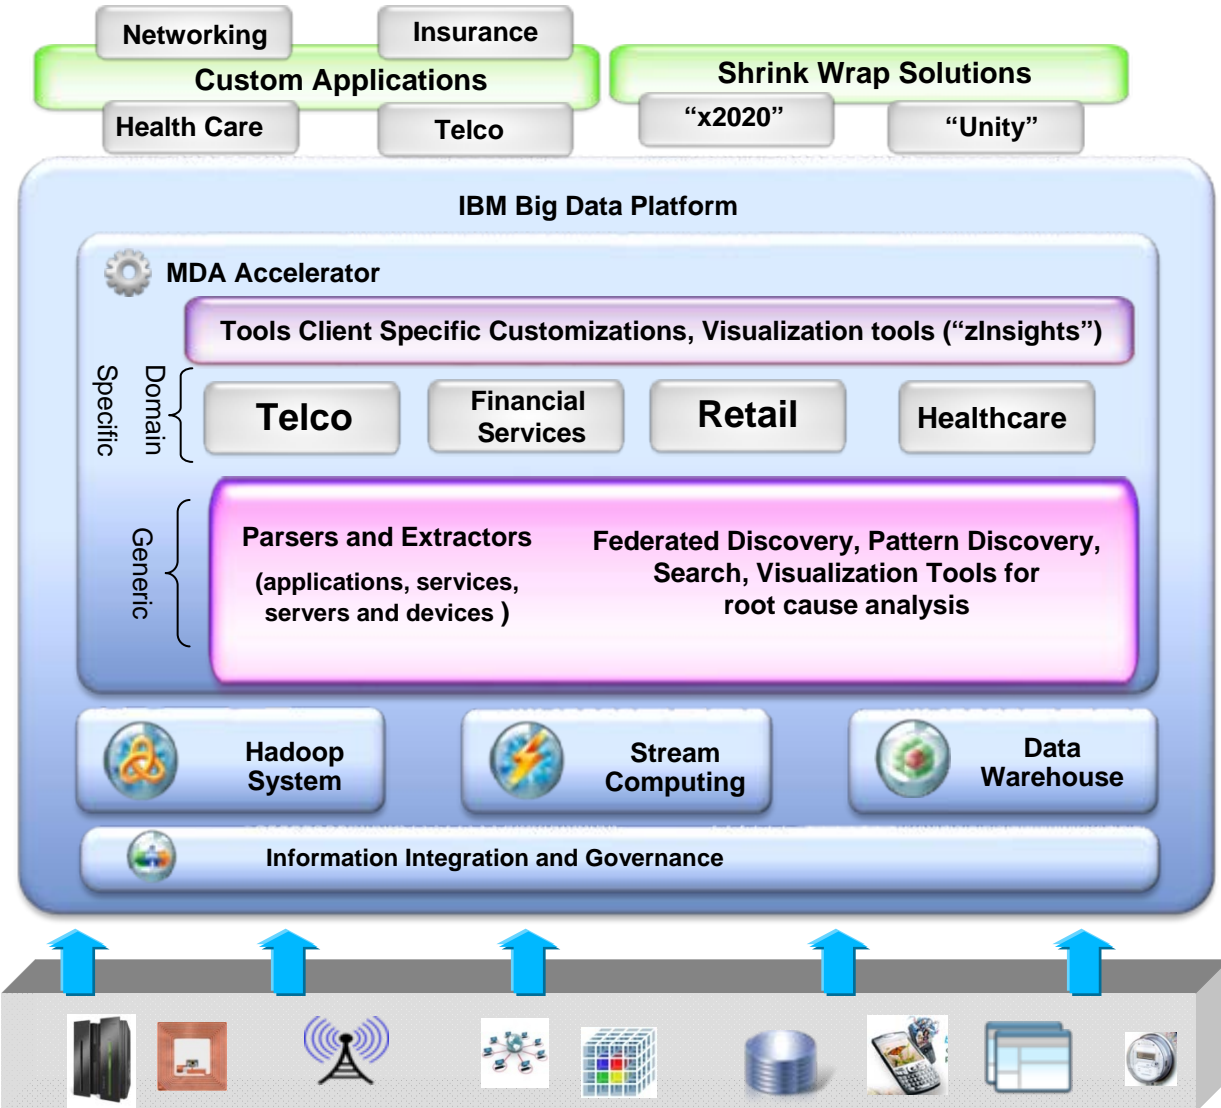 Networking
Insurance
Custom Applications
Shrink Wrap Solutions
Health Care
Telco
“x2020”
“Unity”
IBM Big Data Platform
MDA Accelerator
Tools Client Specific Customizations, Visualization tools (“zInsights”)
Domain
Specific
Telco
Financial
Services
Retail
Healthcare
Generic
Parsers and Extractors
(applications, services,
servers and devices )
Federated Discovery, Pattern Discovery,
Search, Visualization Tools for
root cause analysis
Hadoop
System
Stream
Computing
Data
Warehouse
Information Integration and Governance